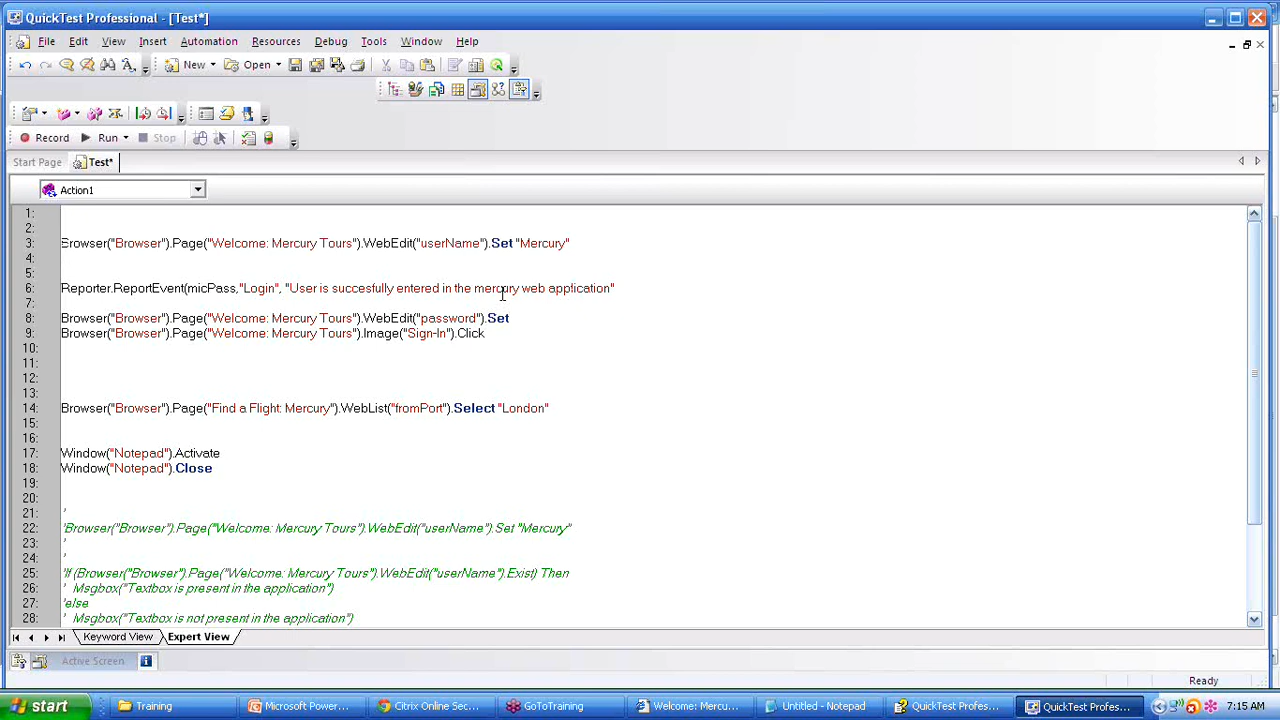 QuickTest Professional - [Test*]
File Edit View Insert Automation Resources Debug Tools Window Help
New Open
Record Run Stop
Start Page Test*
Action1
1:
2:
3: Browser("Browser").Page("Welcome: Mercury Tours").WebEdit("userName").Set "Mercury"
4:
5:
6: Reporter.ReportEvent(micPass,"Login", "User is succesfully entered in the mercury web application"
7:
8: Browser("Browser").Page("Welcome: Mercury Tours").WebEdit("password").Set
9: Browser("Browser").Page("Welcome: Mercury Tours").Image("Sign-In").Click
10:
11:
12:
13:
14: Browser("Browser").Page("Find a Flight: Mercury").WebList("fromPort").Select "London"
15:
16:
17: Window("Notepad").Activate
18: Window("Notepad").Close
19:
20:
21: '
22: 'Browser("Browser").Page("Welcome: Mercury Tours").WebEdit("userName").Set "Mercury"
23: '
24: '
25: 'If (Browser("Browser").Page("Welcome: Mercury Tours").WebEdit("userName").Exist) Then
26: ' Msgbox("Textbox is present in the application")
27: 'else
28: ' Msgbox("Textbox is not present in the application")
Keyword View Expert View
Active Screen
Ready
start Training Microsoft Power... Citrix Online Sec... GoToTraining Welcome: Mercu... Untitled - Notepad QuickTest Profes... QuickTest Profes... 7:15 AM